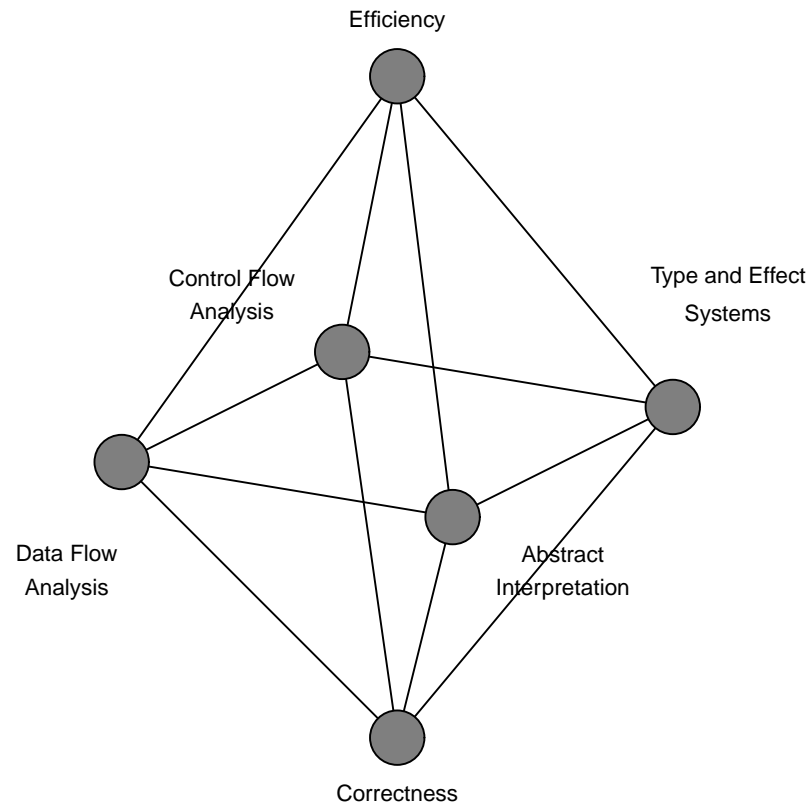 Efficiency
Control Flow
Analysis
Type and Effect
Systems
Data Flow
Analysis
Abstract
Interpretation
Correctness